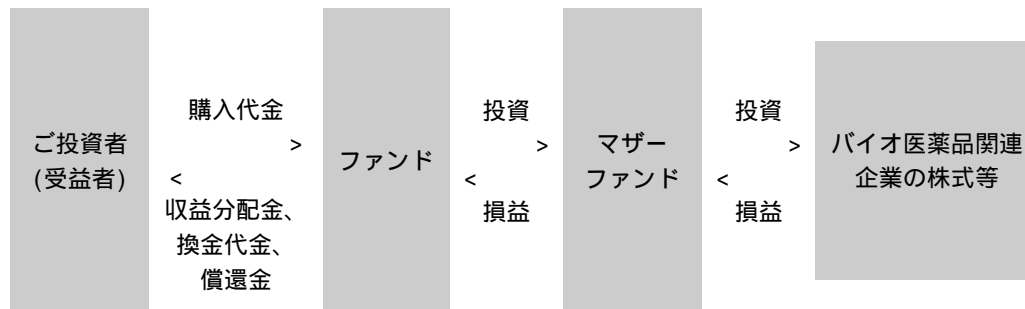 ご投資者
(受益者)
購入代金
>
<
収益分配金、
換金代金、
償還金
ファンド
投資
>
<
損益
マザー
ファンド
投資
>
<
損益
バイオ医薬品関連
企業の株式等